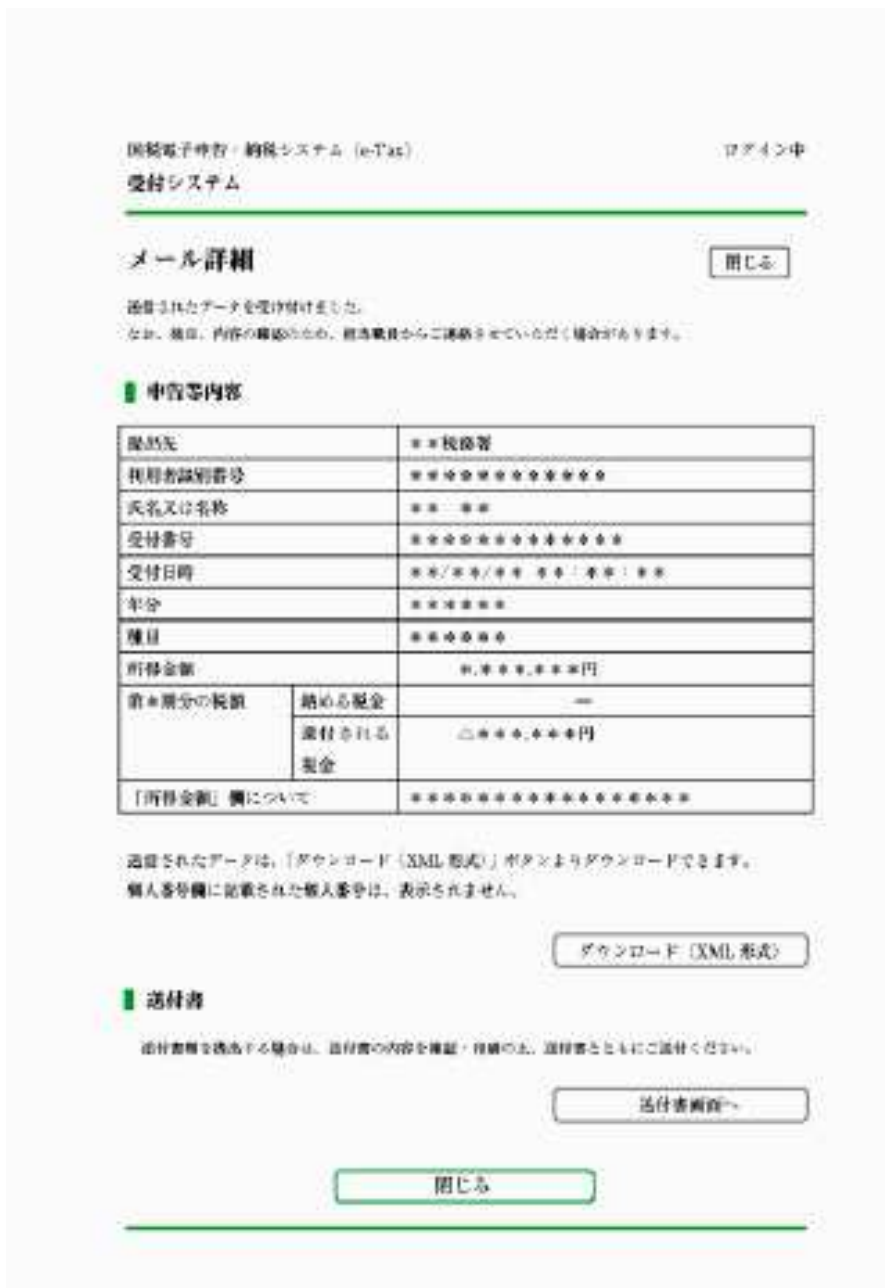 国税電子申告・納税システム (e-Tax)
ログイン中
受付システム
メール詳細
閉じる
送信されたデータを受け付けました。
なお、後日、内容の確認のため、担当職員からご連絡させていただく場合があります。
申告等内容
提出先 ＊＊税務署
利用者識別番号 ＊＊＊＊＊＊＊＊＊＊＊＊
氏名又は名称 ＊＊ ＊＊
受付番号 ＊＊＊＊＊＊＊＊＊＊＊＊＊
受付日時 ＊＊/＊＊/＊＊ ＊＊：＊＊：＊＊
年分 ＊＊＊＊＊＊
種目 ＊＊＊＊＊＊
所得金額 ＊,＊＊＊,＊＊＊円
第＊期分の税額 納める税金 ー
還付される △＊＊＊,＊＊＊円
税金
「所得金額」欄について ＊＊＊＊＊＊＊＊＊＊＊＊＊＊＊＊＊
送信されたデータは、「ダウンロード（XML 形式）」ボタンよりダウンロードできます。
個人番号欄に記載された個人番号は、表示されません。
ダウンロード（XML 形式）
送付書
添付書類を提出する場合は、送付書の内容を確認・印刷の上、送付書とともにご送付ください。
送付書画面へ
閉じる